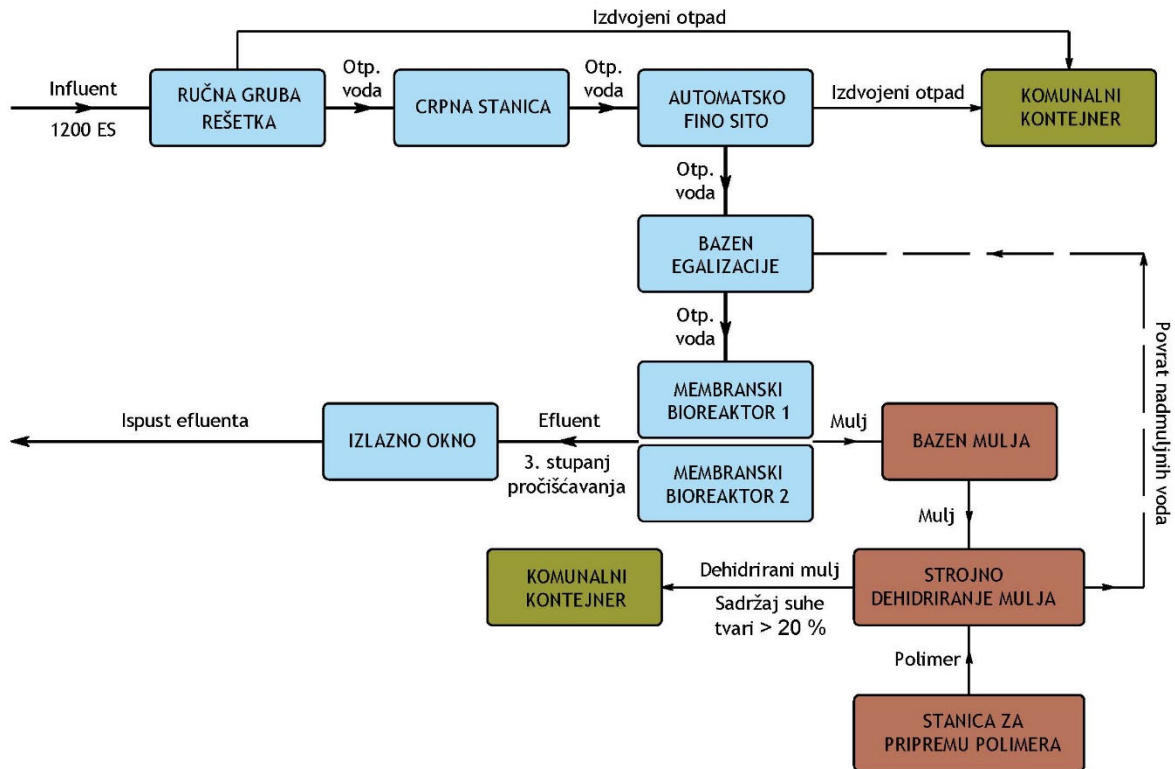 Izdvojeni otpad
Influent
1200 ES
RUČNA GRUBA
REŠETKA
Otp.
voda
CRPNA STANICA
Otp.
voda
AUTOMATSKO
FINO SITO
Izdvojeni otpad
KOMUNALNI
KONTEJNER
Otp.
voda
BAZEN
EGALIZACIJE
Otp.
voda
Povrat nadmuljnih voda
MEMBRANSKI
BIOREAKTOR 1
Ispust efluenta
IZLAZNO OKNO
Efluent
3. stupanj
pročišćavanja
Mulj
BAZEN MULJA
MEMBRANSKI
BIOREAKTOR 2
Mulj
KOMUNALNI
KONTEJNER
Dehidrirani mulj
Sadržaj suhe
tvari > 20 %
STROJNO
DEHIDRIRANJE MULJA
Polimer
STANICA ZA
PRIPREMU POLIMERA